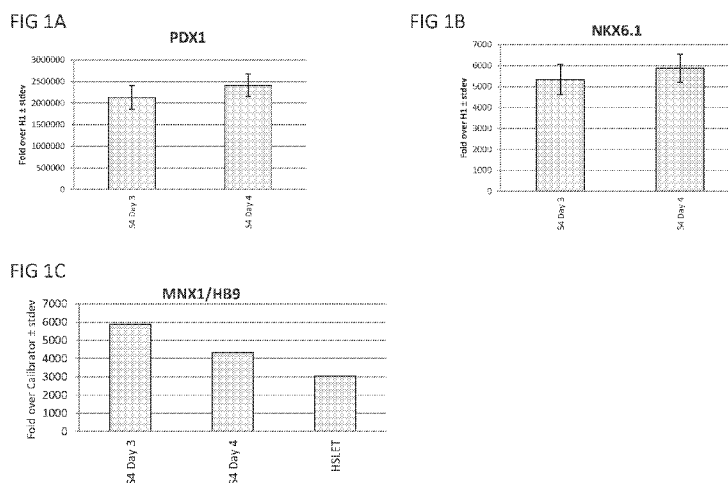 FIG 1A
PDX1
Fold over H1 ± stdev
3000000
2500000
2000000
1500000
1000000
500000
0
S4 Day 3
S4 Day 4
FIG 1B
NKX6.1
Fold over H1 ± stdev
7000
6000
5000
4000
3000
2000
1000
0
S4 Day 3
S4 Day 4
FIG 1C
MNX1/HB9
Fold over Calibrator ± stdev
7000
6000
5000
4000
3000
2000
1000
0
S4 Day 3
S4 Day 4
HSLET